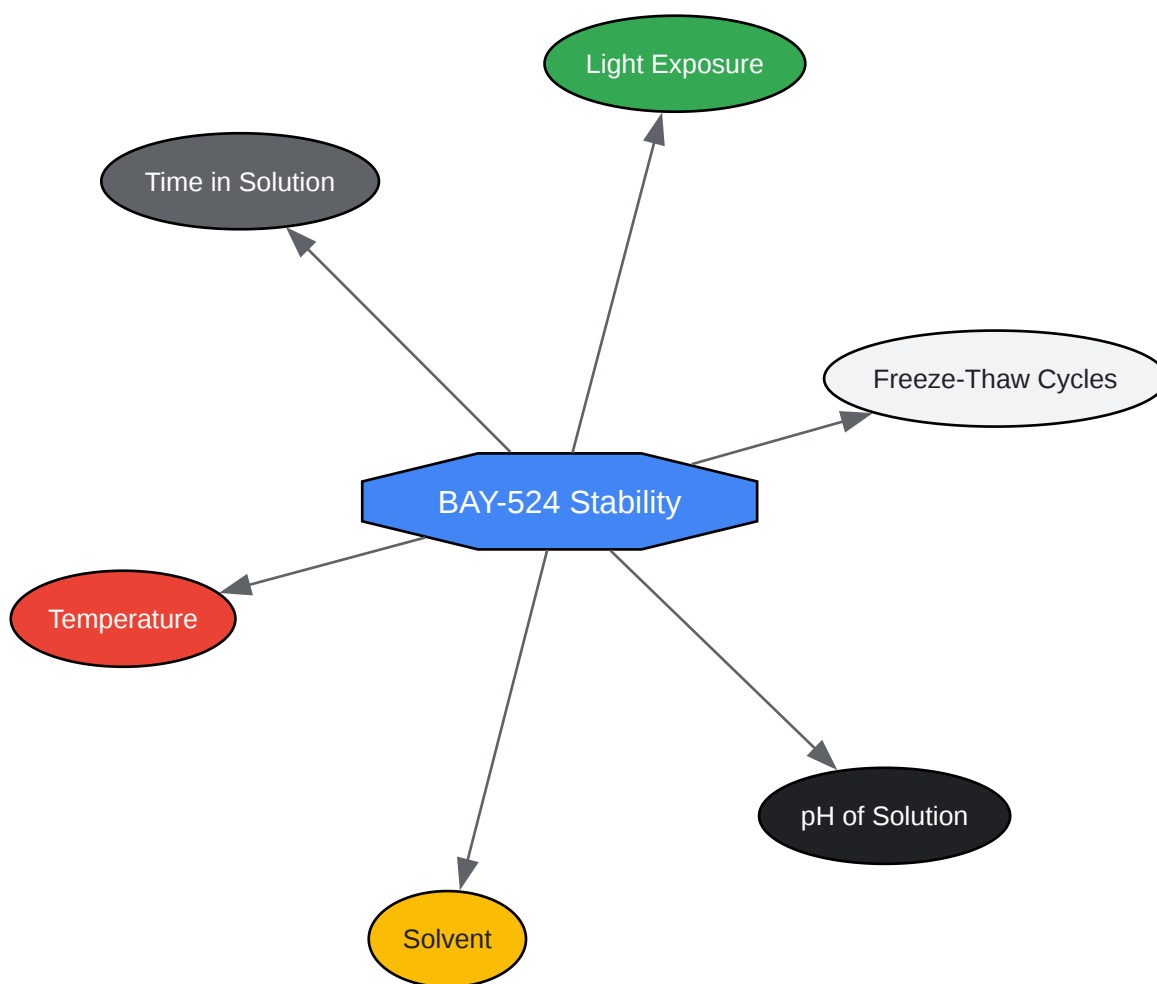 Light Exposure
Time in Solution
Freeze-Thaw Cycles
BAY-524 Stability
Temperature
pH of Solution
Solvent